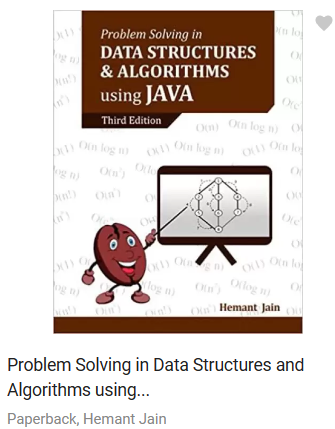 Problem Solving in
DATA STRUCTURES
& ALGORITHMS
using JAVA
Third Edition
Hemant Jain
Problem Solving in Data Structures and
Algorithms using...
Paperback, Hemant Jain